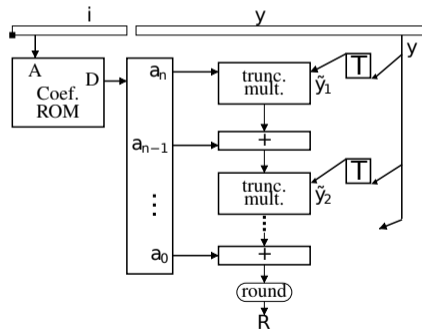 i
y
y
A
D
Coef.
ROM
aₙ
trunc.
mult.
ỹ₁
T
+
aₙ₋₁
trunc.
mult.
ỹ₂
T
a₀
+
round
R